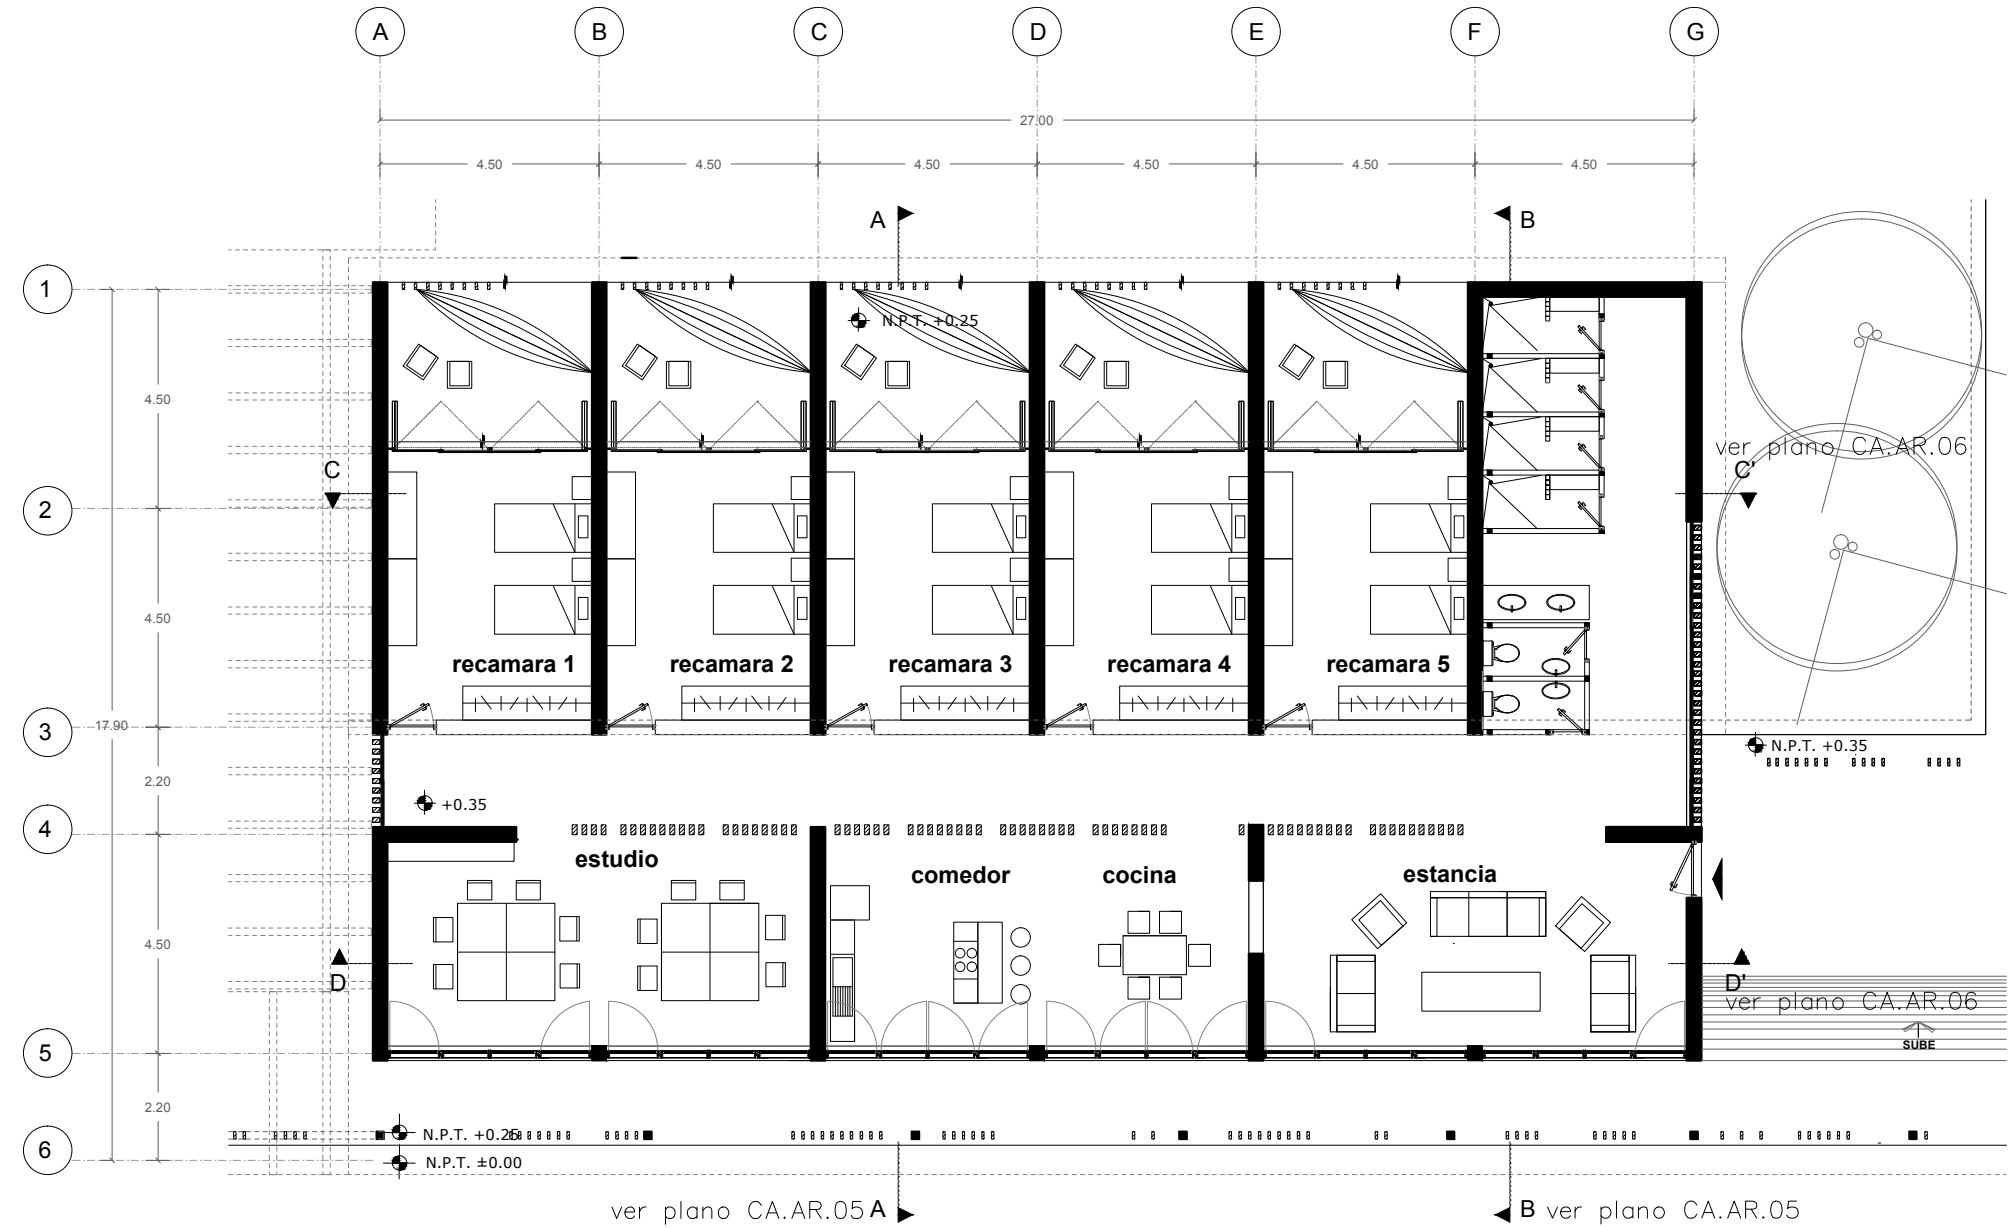 A B C D E F G
27.00
4.50 4.50 4.50 4.50 4.50 4.50
A B
1
N.P.T. +0.25
4.50
ver plano CA.AR.06
C C'
2
4.50
recamara 1 recamara 2 recamara 3 recamara 4 recamara 5
3
17.90
N.P.T. +0.35
2.20
+0.35
4
estudio comedor cocina estancia
4.50
D D'
ver plano CA.AR.06
SUBE
5
2.20
N.P.T. +0.25
6
N.P.T. ±0.00
ver plano CA.AR.05 A B ver plano CA.AR.05